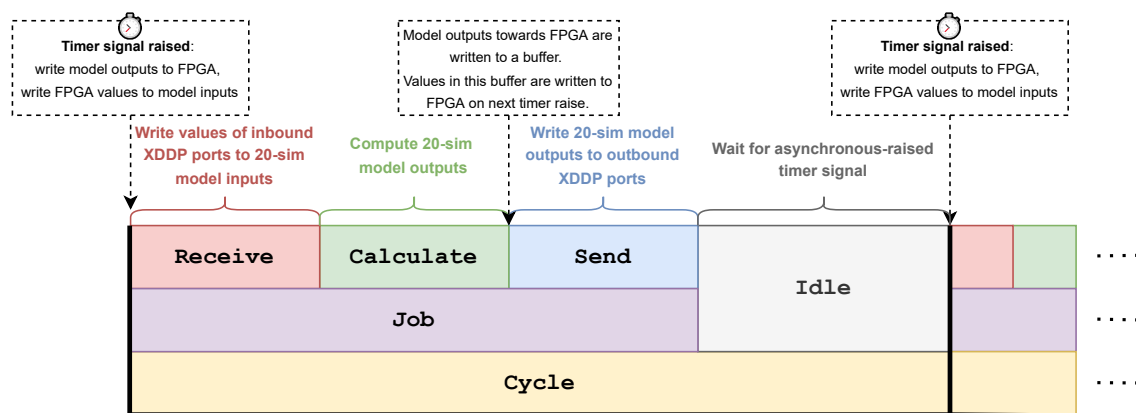 Timer signal raised:
write model outputs to FPGA,
write FPGA values to model inputs
Model outputs towards FPGA are
written to a buffer.
Values in this buffer are written to
FPGA on next timer raise.
Timer signal raised:
write model outputs to FPGA,
write FPGA values to model inputs
Write values of inbound
XDDP ports to 20-sim
model inputs
Compute 20-sim
model outputs
Write 20-sim model
outputs to outbound
XDDP ports
Wait for asynchronous-raised
timer signal
Receive
Calculate
Send
Idle
....
Job
....
Cycle
....